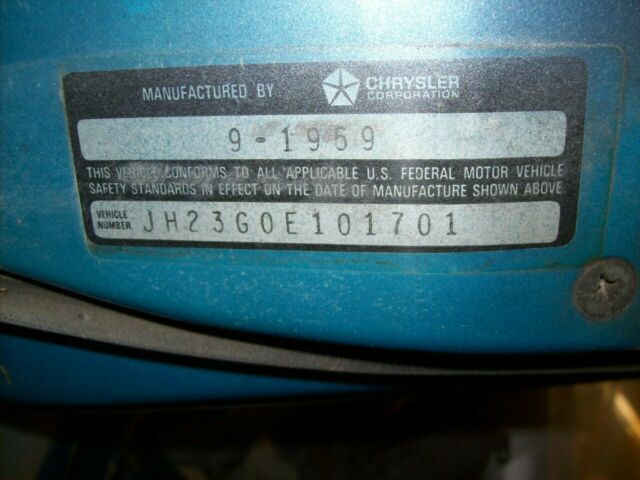 MANUFACTURED BY CHRYSLER CORPORATION
9-1969
THIS VEHICLE CONFORMS TO ALL APPLICABLE U.S. FEDERAL MOTOR VEHICLE
SAFETY STANDARDS IN EFFECT ON THE DATE OF MANUFACTURE SHOWN ABOVE
VEHICLE NUMBER JH23G0E101701